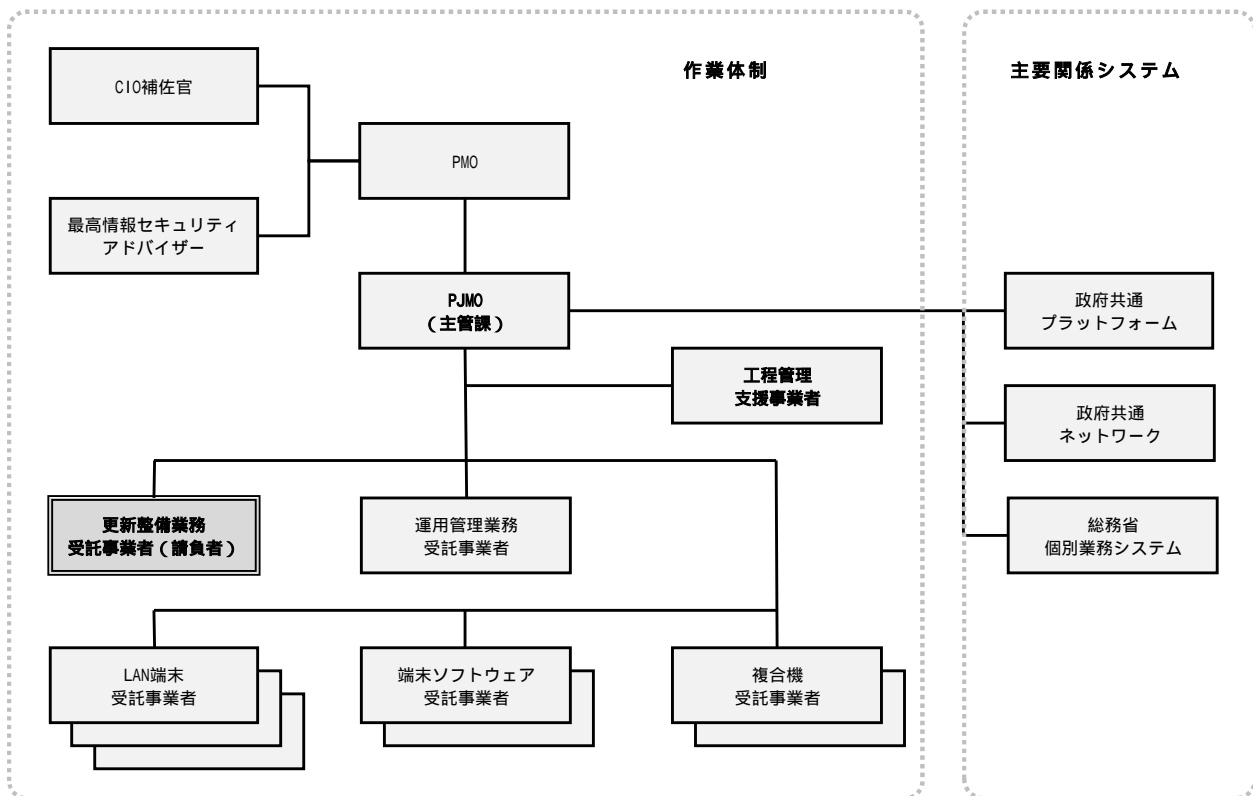 作業体制
主要関係システム
CIO補佐官
PMO
最高情報セキュリティ
アドバイザー
PJMO
（主管課）
政府共通
プラットフォーム
工程管理
支援事業者
政府共通
ネットワーク
更新整備業務
受託事業者（請負者）
運用管理業務
受託事業者
総務省
個別業務システム
LAN端末
受託事業者
端末ソフトウェア
受託事業者
複合機
受託事業者